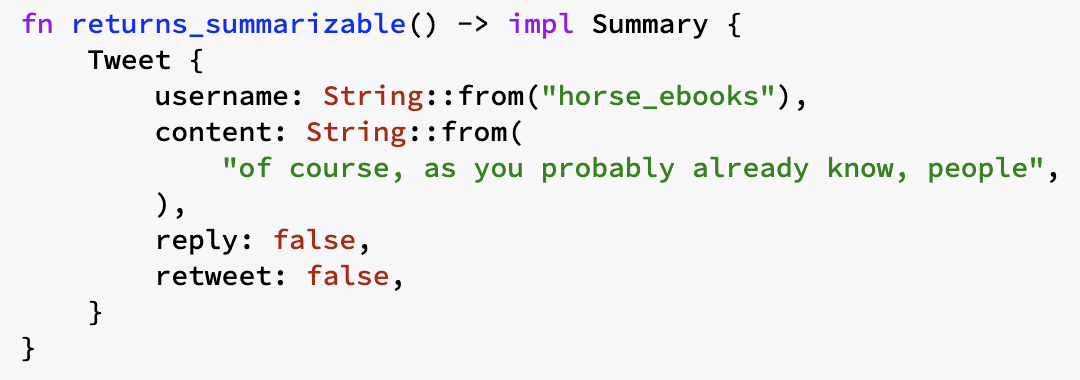 fn returns_summarizable() -> impl Summary {
    Tweet {
        username: String::from("horse_ebooks"),
        content: String::from(
            "of course, as you probably already know, people",
        ),
        reply: false,
        retweet: false,
    }
}